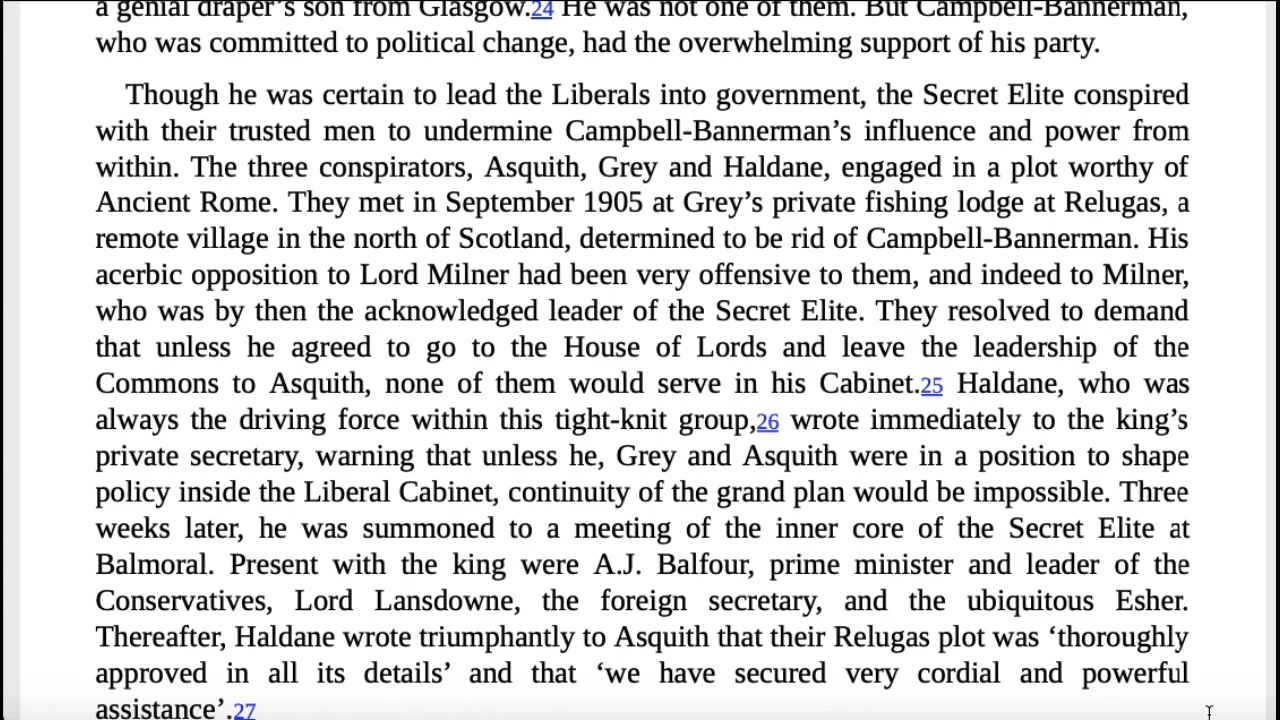 a genial draper’s son from Glasgow.24 He was not one of them. But Campbell-Bannerman,
who was committed to political change, had the overwhelming support of his party.
Though he was certain to lead the Liberals into government, the Secret Elite conspired
with their trusted men to undermine Campbell-Bannerman’s influence and power from
within. The three conspirators, Asquith, Grey and Haldane, engaged in a plot worthy of
Ancient Rome. They met in September 1905 at Grey’s private fishing lodge at Relugas, a
remote village in the north of Scotland, determined to be rid of Campbell-Bannerman. His
acerbic opposition to Lord Milner had been very offensive to them, and indeed to Milner,
who was by then the acknowledged leader of the Secret Elite. They resolved to demand
that unless he agreed to go to the House of Lords and leave the leadership of the
Commons to Asquith, none of them would serve in his Cabinet.25 Haldane, who was
always the driving force within this tight-knit group,26 wrote immediately to the king’s
private secretary, warning that unless he, Grey and Asquith were in a position to shape
policy inside the Liberal Cabinet, continuity of the grand plan would be impossible. Three
weeks later, he was summoned to a meeting of the inner core of the Secret Elite at
Balmoral. Present with the king were A.J. Balfour, prime minister and leader of the
Conservatives, Lord Lansdowne, the foreign secretary, and the ubiquitous Esher.
Thereafter, Haldane wrote triumphantly to Asquith that their Relugas plot was ‘thoroughly
approved in all its details’ and that ‘we have secured very cordial and powerful
assistance’.27